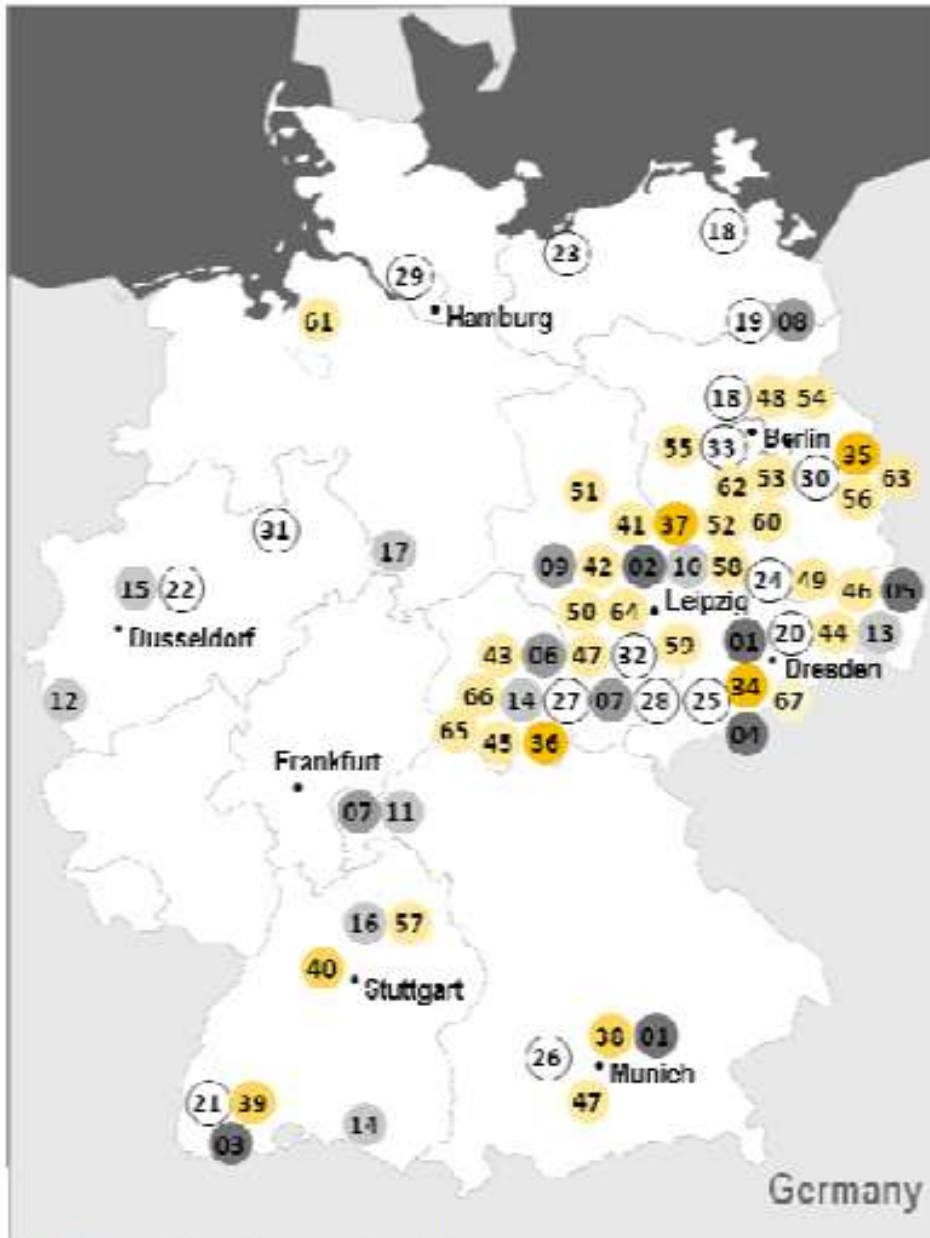 18
23
29
61
Hamburg
19 08
18 48 54
Berlin
55 33
35
62 53 30 63
56
51
41 37 52 60
31
17
09 42 02 10 58
24 49 46 05
15 22
50 64 Leipzig
Dusseldorf
01 20 44 13
43 06 47 32 59
Dresden
12
66 14 27 07 28 25 34 67
65 45 36
04
Frankfurt
07 11
16 57
40
Stuttgart
38 01
26
Munich
47
21 39
03
14
Germany